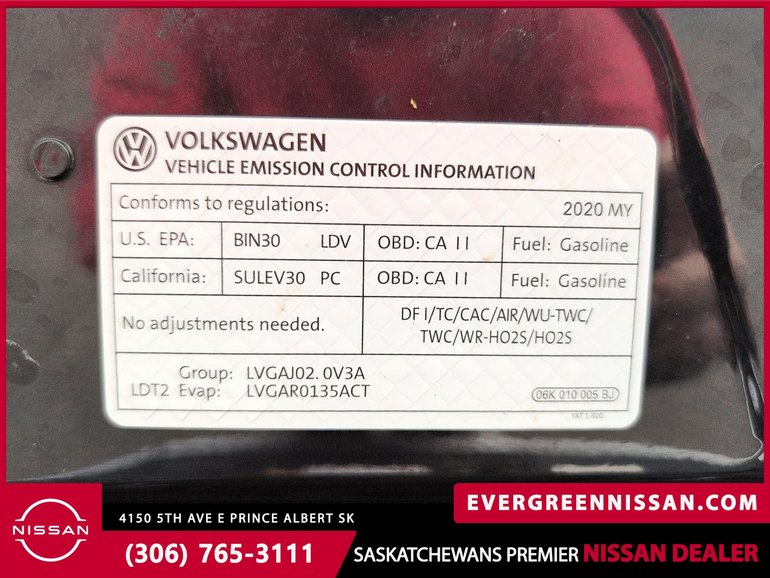 VOLKSWAGEN
VEHICLE EMISSION CONTROL INFORMATION
Conforms to regulations: 2020 MY
U.S. EPA: BIN30 LDV OBD: CA II Fuel: Gasoline
California: SULEV30 PC OBD: CA II Fuel: Gasoline
No adjustments needed. DFI/TC/CAC/AIR/WU-TWC/
TWC/WR-HO2S/HO2S
Group: LVGAJ02.0V3A
LDT2 Evap: LVGAR0135ACT
06K 010 005 BJ
NISSAN
4150 5TH AVE E PRINCE ALBERT SK
EVERGREENNISSAN.COM
(306) 765-3111
SASKATCHEWANS PREMIER NISSAN DEALER